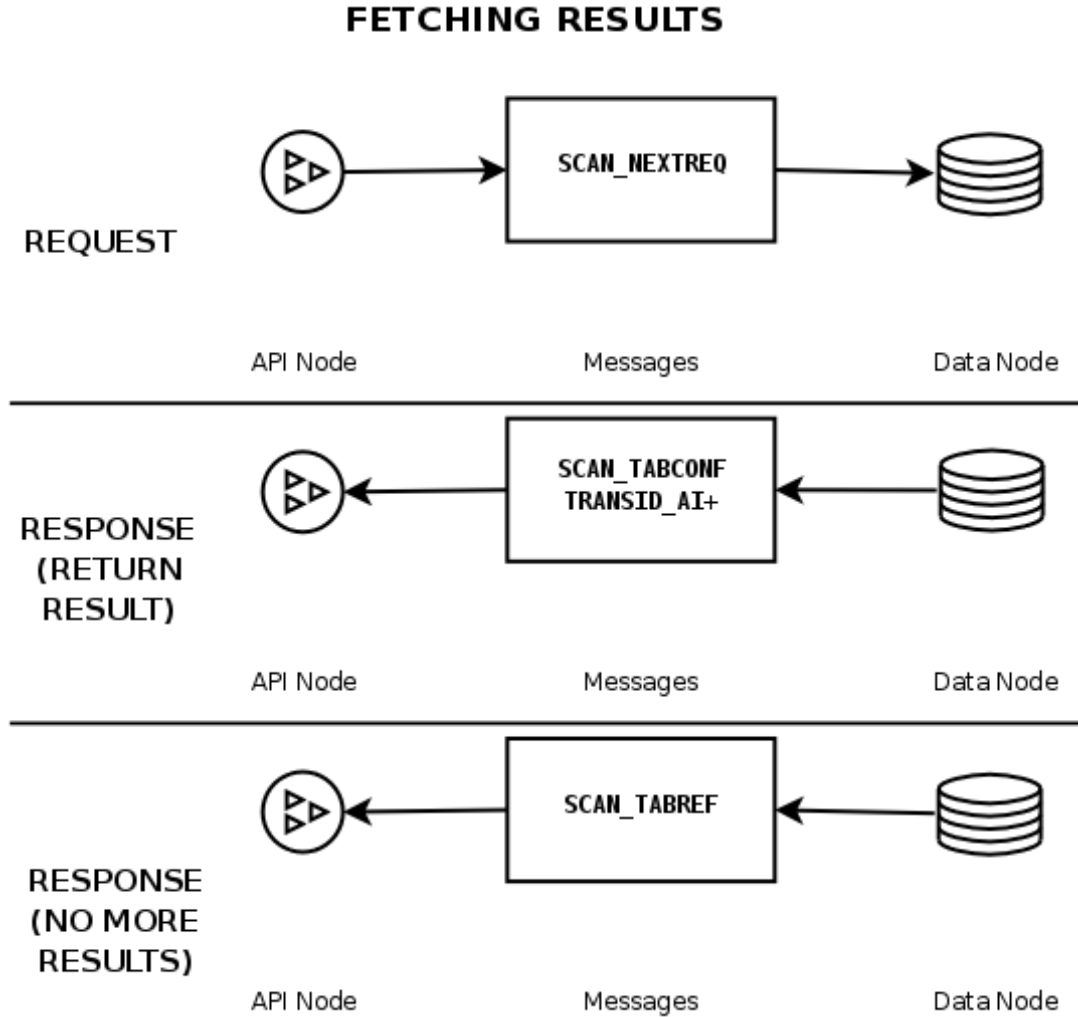 FETCHING RESULTS
SCAN_NEXTREQ
REQUEST
API Node
Messages
Data Node
SCAN_TABCONF
TRANSID_AI+
RESPONSE
(RETURN
RESULT)
API Node
Messages
Data Node
SCAN_TABREF
RESPONSE
(NO MORE
RESULTS)
API Node
Messages
Data Node